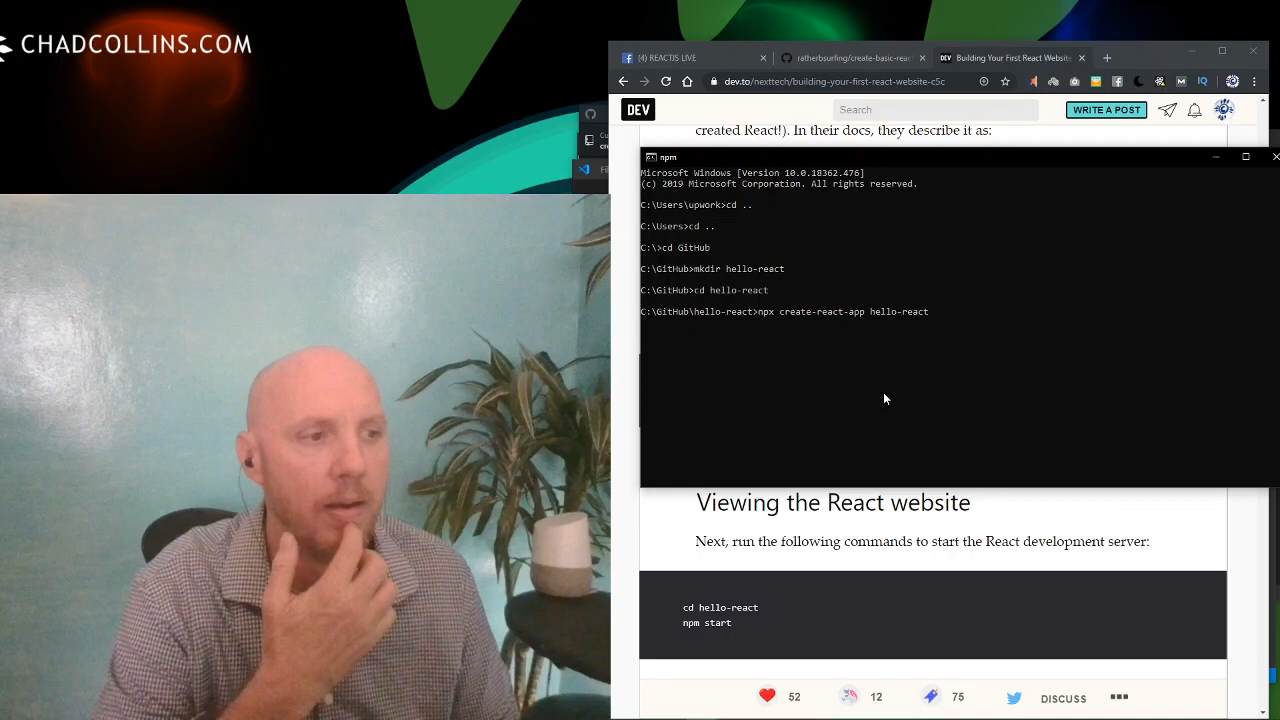 CHADCOLLINS.COM
(4) REACTJS LIVE
ratherbsurfing/create-basic-reac
DEV Building Your First React Website
dev.to/nexttech/building-your-first-react-website-c5c
DEV
Search
WRITE A POST
created React!). In their docs, they describe it as:
npm
Microsoft Windows [Version 10.0.18362.476]
(c) 2019 Microsoft Corporation. All rights reserved.
C:\Users\upwork>cd ..
C:\Users>cd ..
C:\>cd GitHub
C:\GitHub>mkdir hello-react
C:\GitHub>cd hello-react
C:\GitHub\hello-react>npx create-react-app hello-react
Viewing the React website
Next, run the following commands to start the React development server:
cd hello-react
npm start
52
12
75
DISCUSS